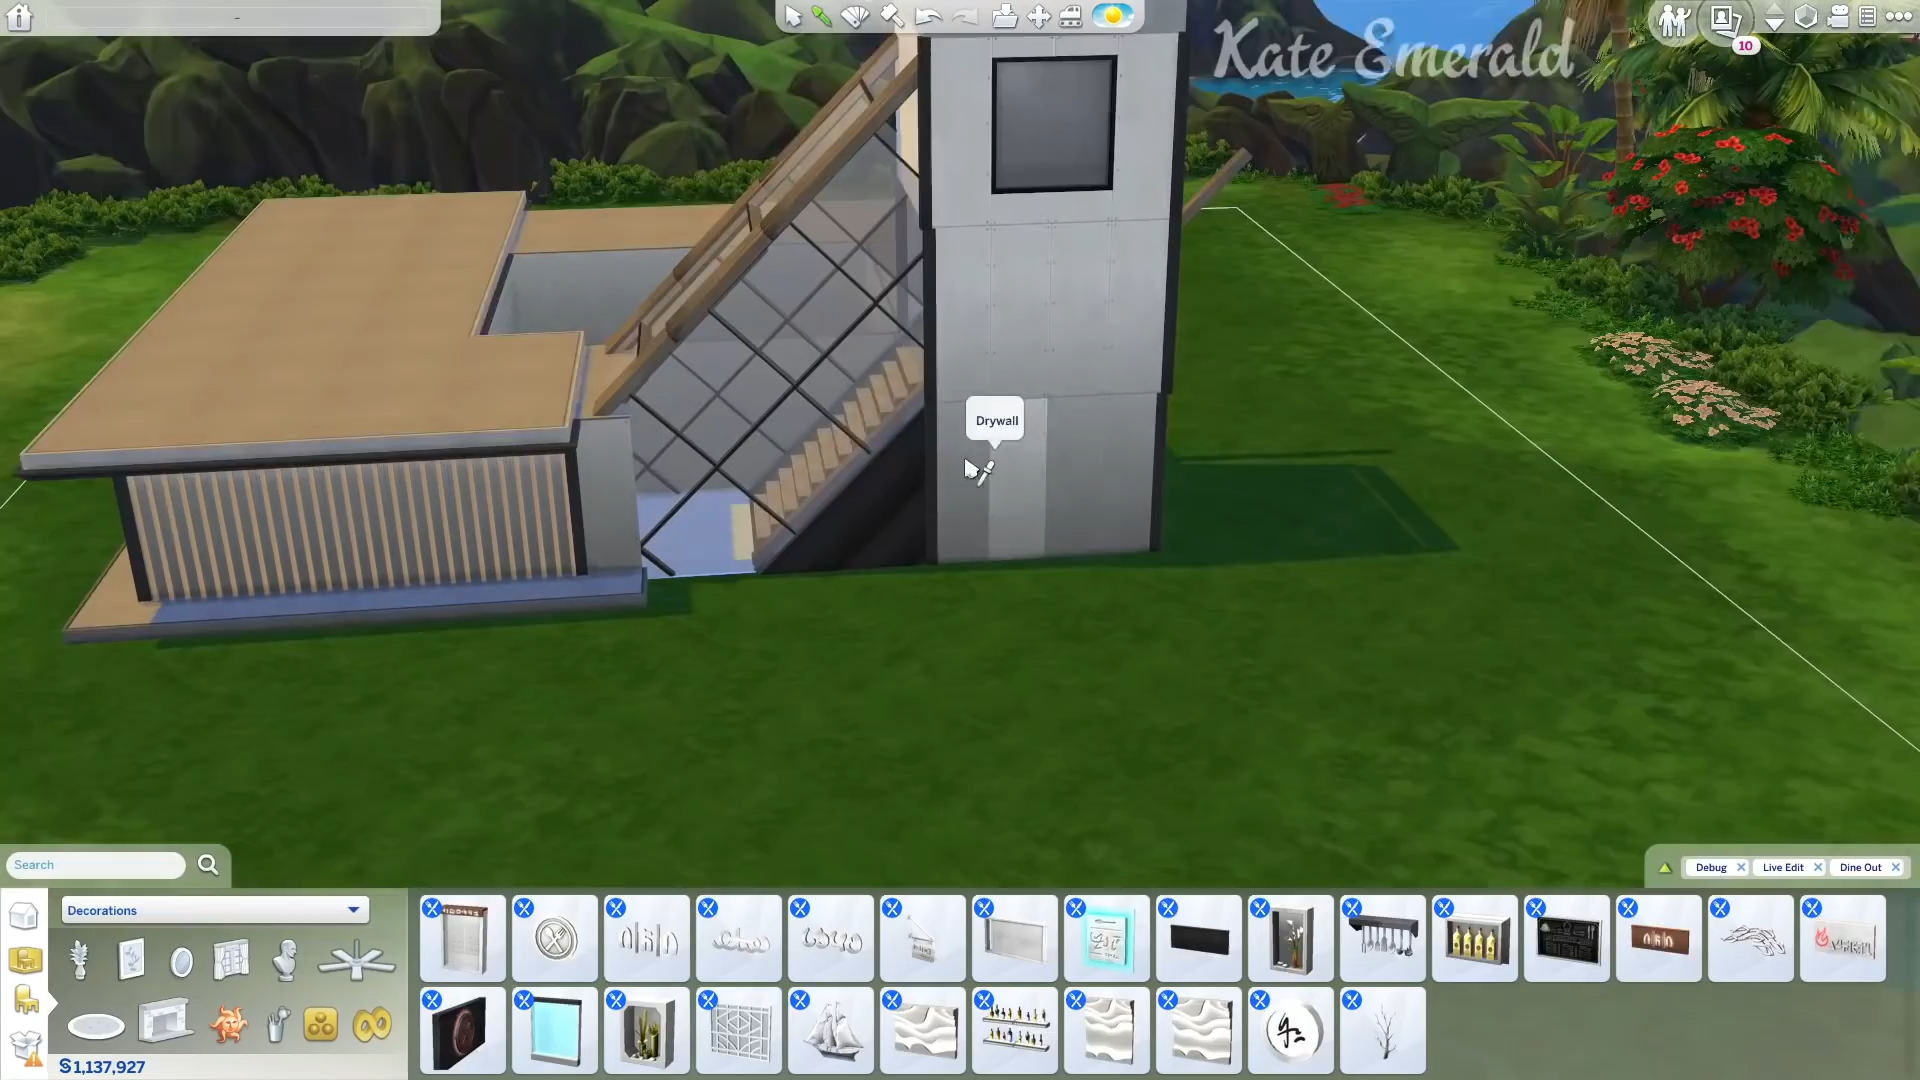 Kate Emerald
10
Drywall
Search
Debug
Live Edit
Dine Out
Decorations
§1,137,927